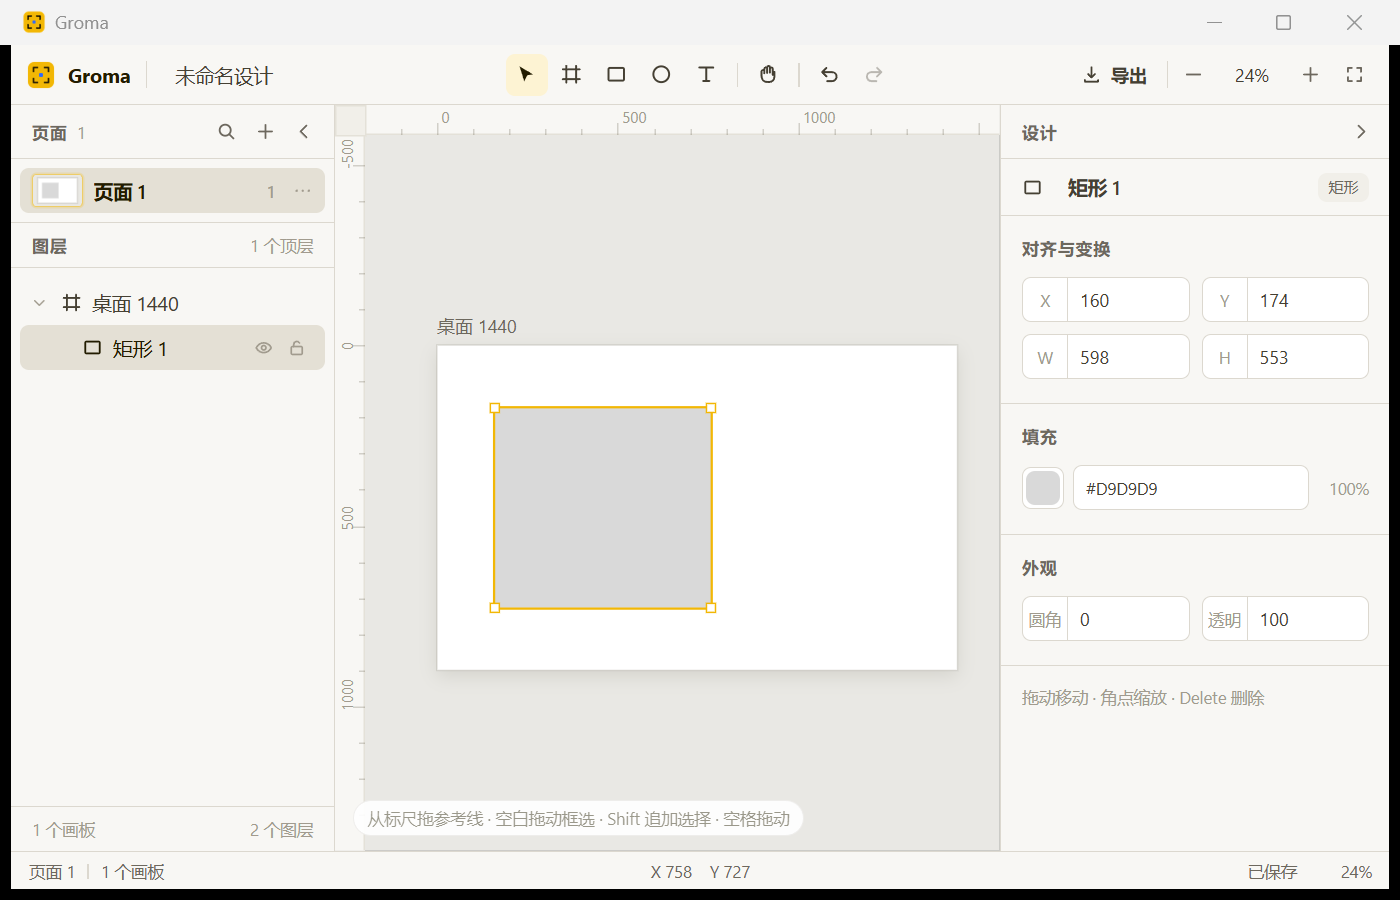 Groma
Groma 未命名设计 导出 24%
页面 1
页面 1 1 ···
图层 1 个顶层
桌面 1440
矩形 1
1 个画板 2 个图层
0 500 1000
-500
0
500
1000
桌面 1440
从标尺拖参考线 · 空白拖动框选 · Shift 追加选择 · 空格拖动
设计
矩形 1 矩形
对齐与变换
X 160 Y 174
W 598 H 553
填充
#D9D9D9 100%
外观
圆角 0 透明 100
拖动移动 · 角点缩放 · Delete 删除
页面 1 1 个画板 X 758 Y 727 已保存 24%